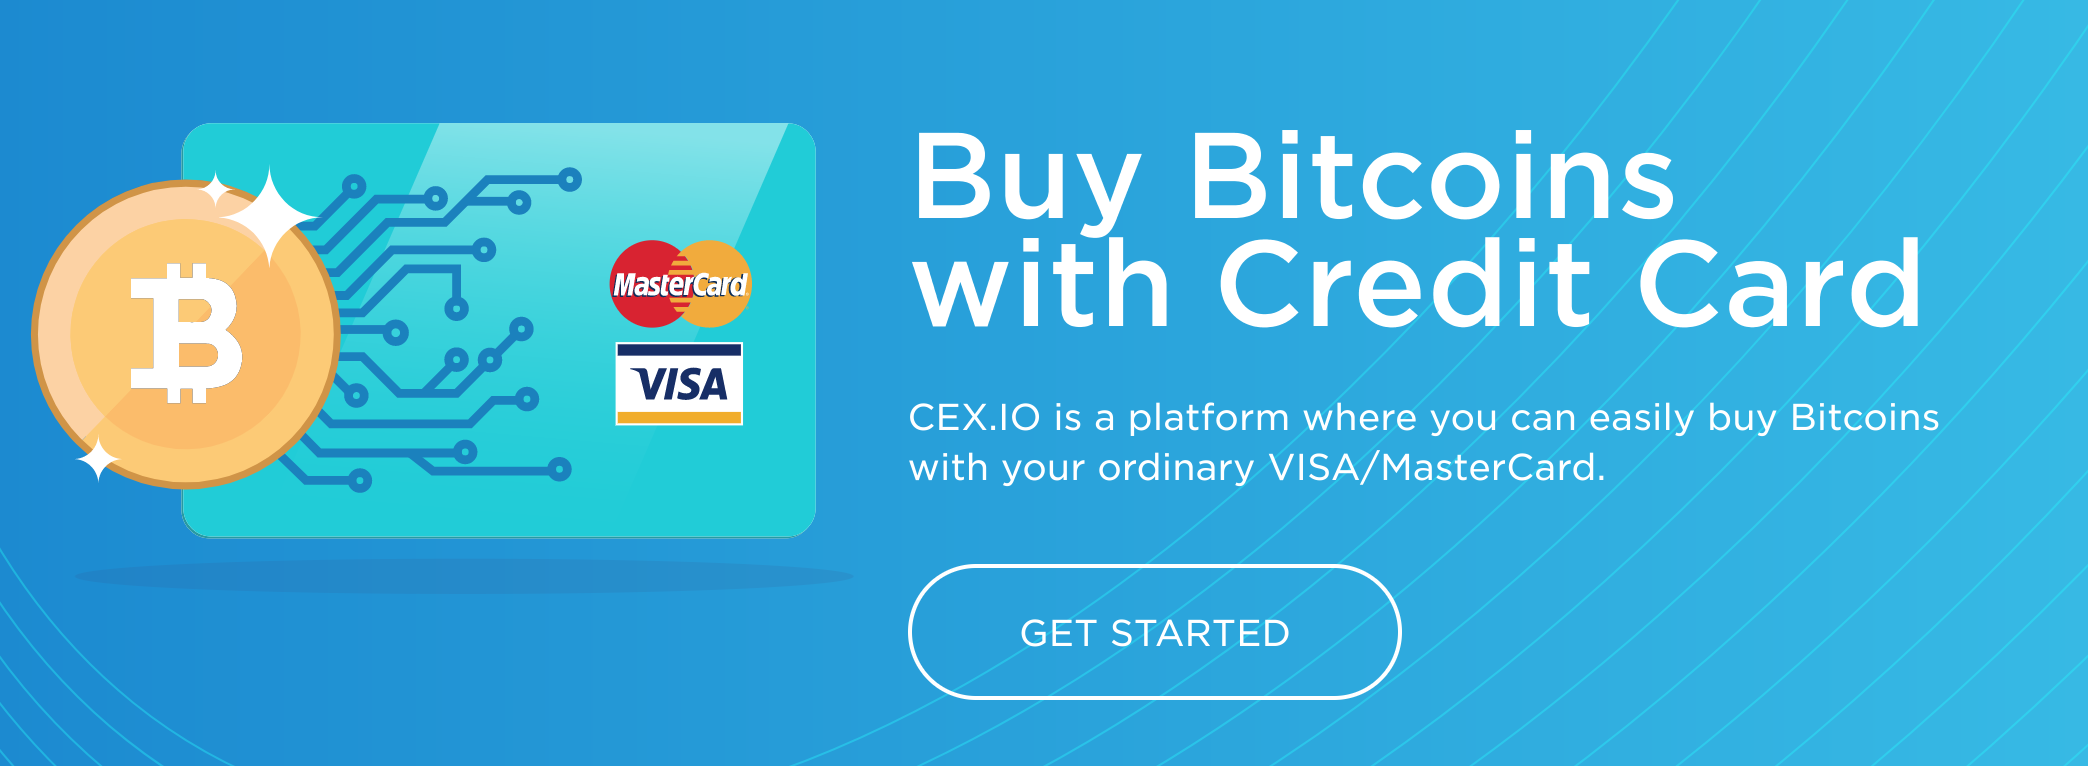 MasterCard
VISA
Buy Bitcoins
with Credit Card
CEX.IO is a platform where you can easily buy Bitcoins
with your ordinary VISA/MasterCard.
GET STARTED